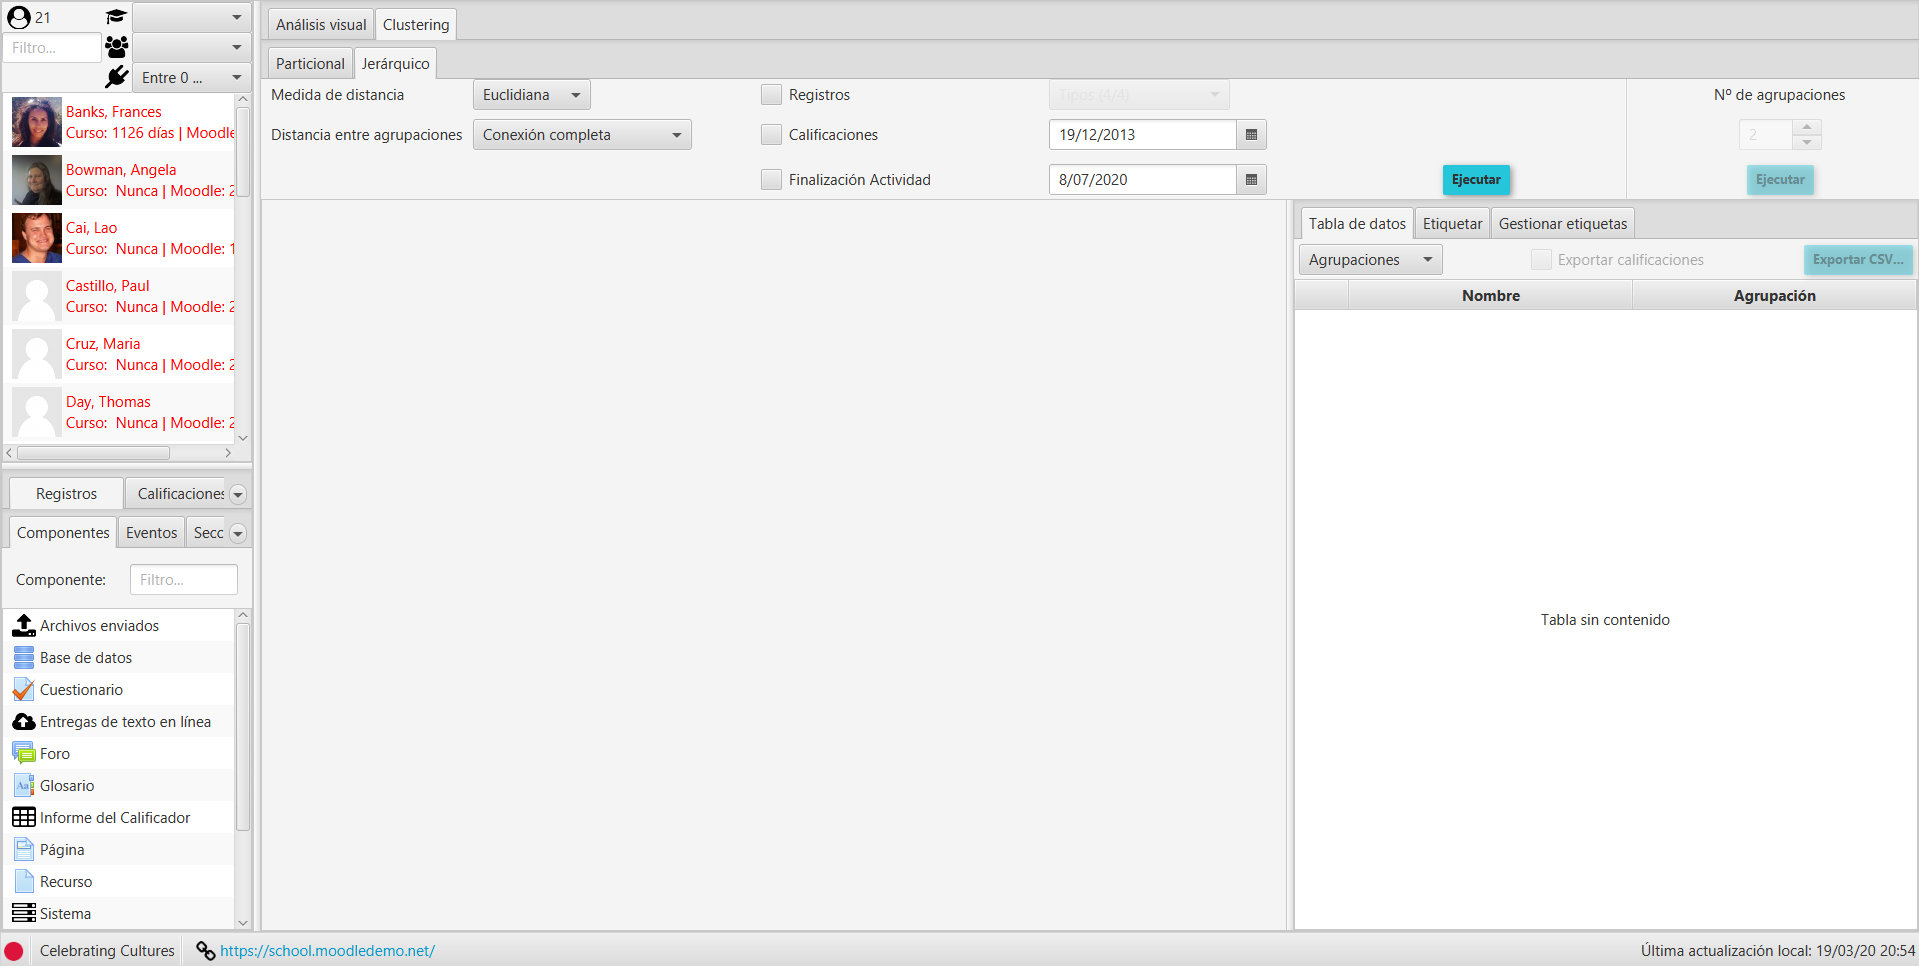 21
Filtro...
Entre 0 ...
Banks, Frances
Curso: 1126 días | Moodle
Bowman, Angela
Curso: Nunca | Moodle: 2
Cai, Lao
Curso: Nunca | Moodle: 1
Castillo, Paul
Curso: Nunca | Moodle: 2
Cruz, Maria
Curso: Nunca | Moodle: 2
Day, Thomas
Curso: Nunca | Moodle: 2
Registros Calificaciones
Componentes Eventos Secc
Componente: Filtro...
Archivos enviados
Base de datos
Cuestionario
Entregas de texto en línea
Foro
Glosario
Informe del Calificador
Página
Recurso
Sistema
Análisis visual Clustering
Particional Jerárquico
Medida de distancia Euclidiana Registros Tipos (4/4) Nº de agrupaciones
Distancia entre agrupaciones Conexión completa Calificaciones 19/12/2013 2
Finalización Actividad 8/07/2020 Ejecutar Ejecutar
Tabla de datos Etiquetar Gestionar etiquetas
Agrupaciones Exportar calificaciones Exportar CSV...
Nombre Agrupación
Tabla sin contenido
Celebrating Cultures https://school.moodledemo.net/ Última actualización local: 19/03/20 20:54